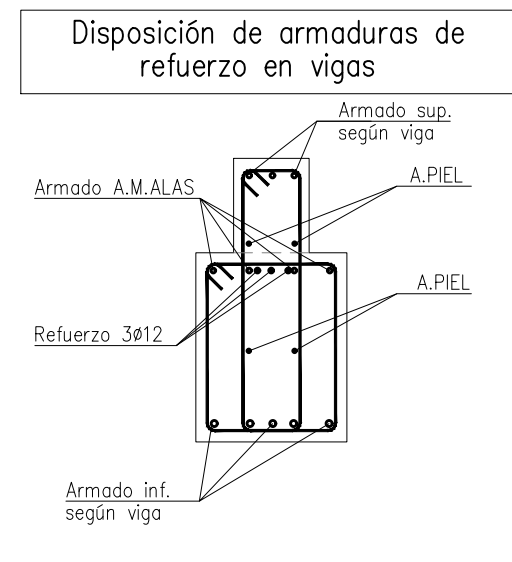 Disposición de armaduras de
refuerzo en vigas
Armado sup.
según viga
Armado A.M.ALAS
A.PIEL
A.PIEL
Refuerzo 3ø12
Armado inf.
según viga